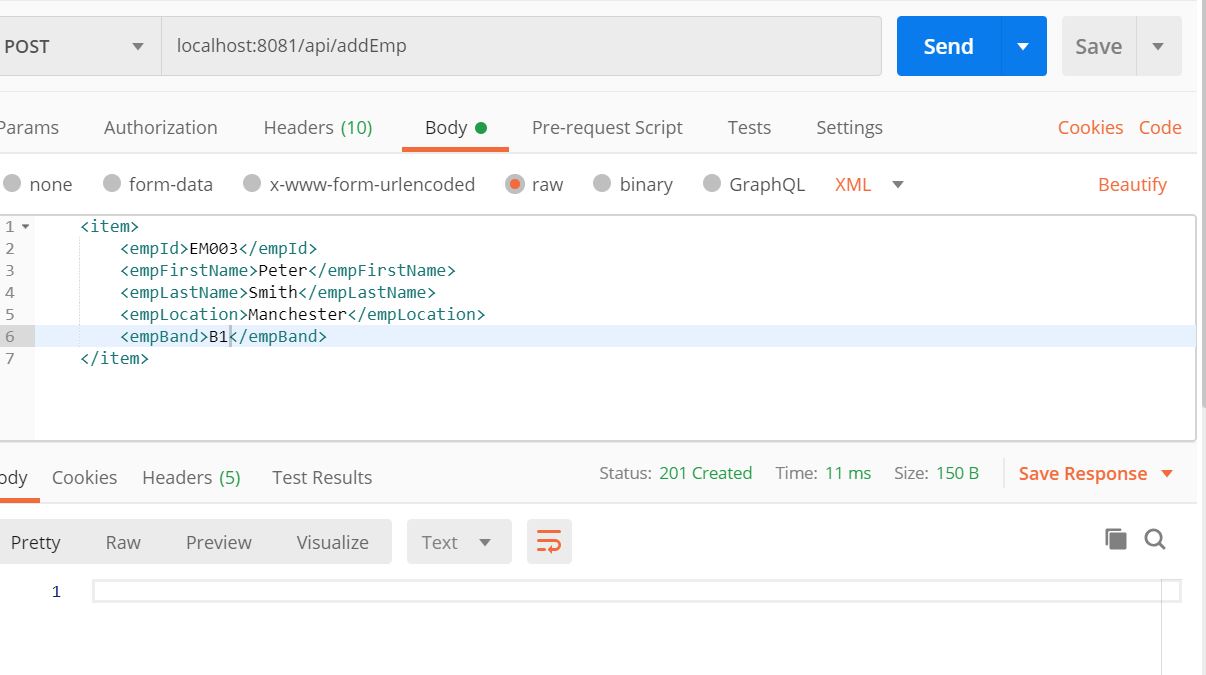 POST localhost:8081/api/addEmp Send Save
Params Authorization Headers (10) Body Pre-request Script Tests Settings Cookies Code
none form-data x-www-form-urlencoded raw binary GraphQL XML Beautify
1 <item>
2 <empId>EM003</empId>
3 <empFirstName>Peter</empFirstName>
4 <empLastName>Smith</empLastName>
5 <empLocation>Manchester</empLocation>
6 <empBand>B1</empBand>
7 </item>
ody Cookies Headers (5) Test Results Status: 201 Created Time: 11 ms Size: 150 B Save Response
Pretty Raw Preview Visualize Text
1